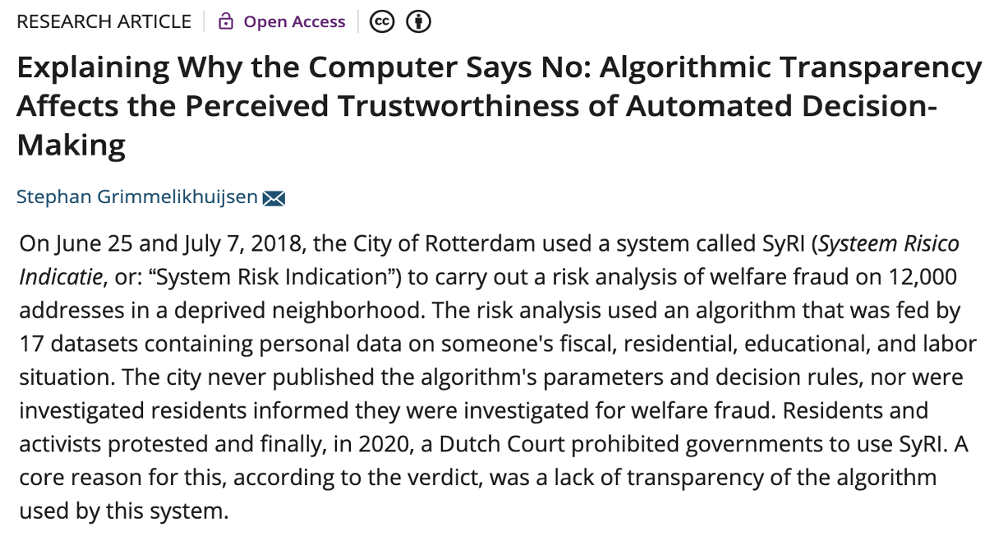 RESEARCH ARTICLE Open Access cc
Explaining Why the Computer Says No: Algorithmic Transparency
Affects the Perceived Trustworthiness of Automated Decision-
Making
Stephan Grimmelikhuijsen
On June 25 and July 7, 2018, the City of Rotterdam used a system called SyRI (Systeem Risico
Indicatie, or: “System Risk Indication”) to carry out a risk analysis of welfare fraud on 12,000
addresses in a deprived neighborhood. The risk analysis used an algorithm that was fed by
17 datasets containing personal data on someone's fiscal, residential, educational, and labor
situation. The city never published the algorithm's parameters and decision rules, nor were
investigated residents informed they were investigated for welfare fraud. Residents and
activists protested and finally, in 2020, a Dutch Court prohibited governments to use SyRI. A
core reason for this, according to the verdict, was a lack of transparency of the algorithm
used by this system.